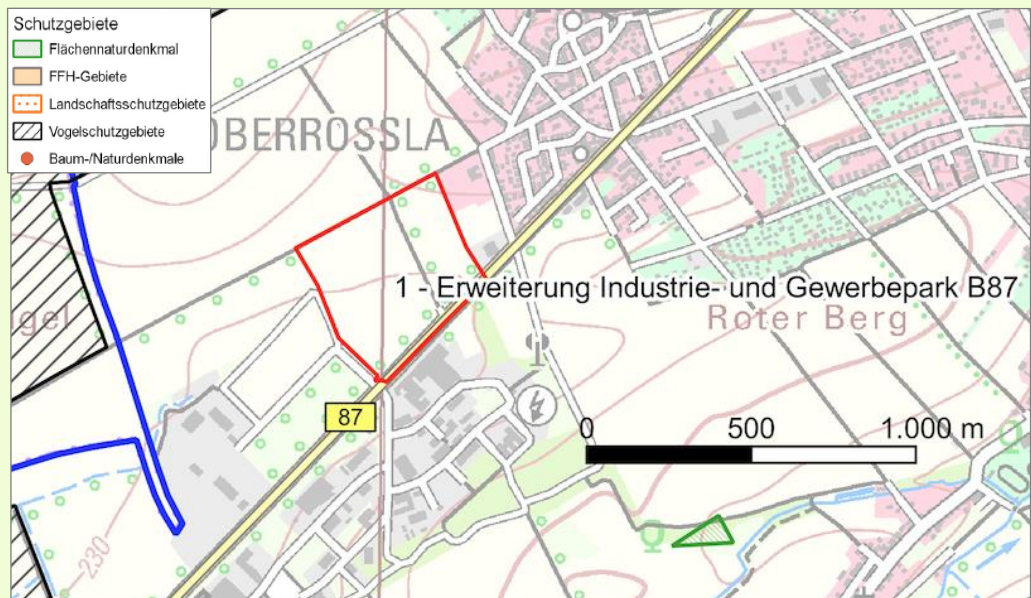 Schutzgebiete
Flächennaturdenkmal
FFH-Gebiete
Landschaftsschutzgebiete
Vogelschutzgebiete
Baum-/Naturdenkmale
OBERROSSLA
1 - Erweiterung Industrie- und Gewerbepark B87
Roter Berg
87
0 500 1.000 m
230